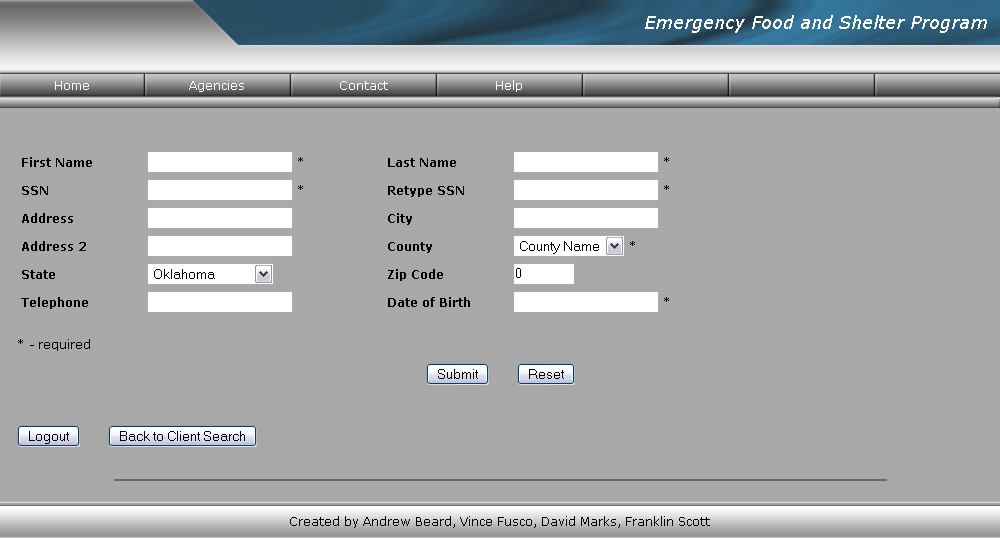 Emergency Food and Shelter Program
Home Agencies Contact Help
First Name * Last Name *
SSN * Retype SSN *
Address City
Address 2 County County Name *
State Oklahoma Zip Code 0
Telephone Date of Birth *
* - required
Submit Reset
Logout Back to Client Search
Created by Andrew Beard, Vince Fusco, David Marks, Franklin Scott